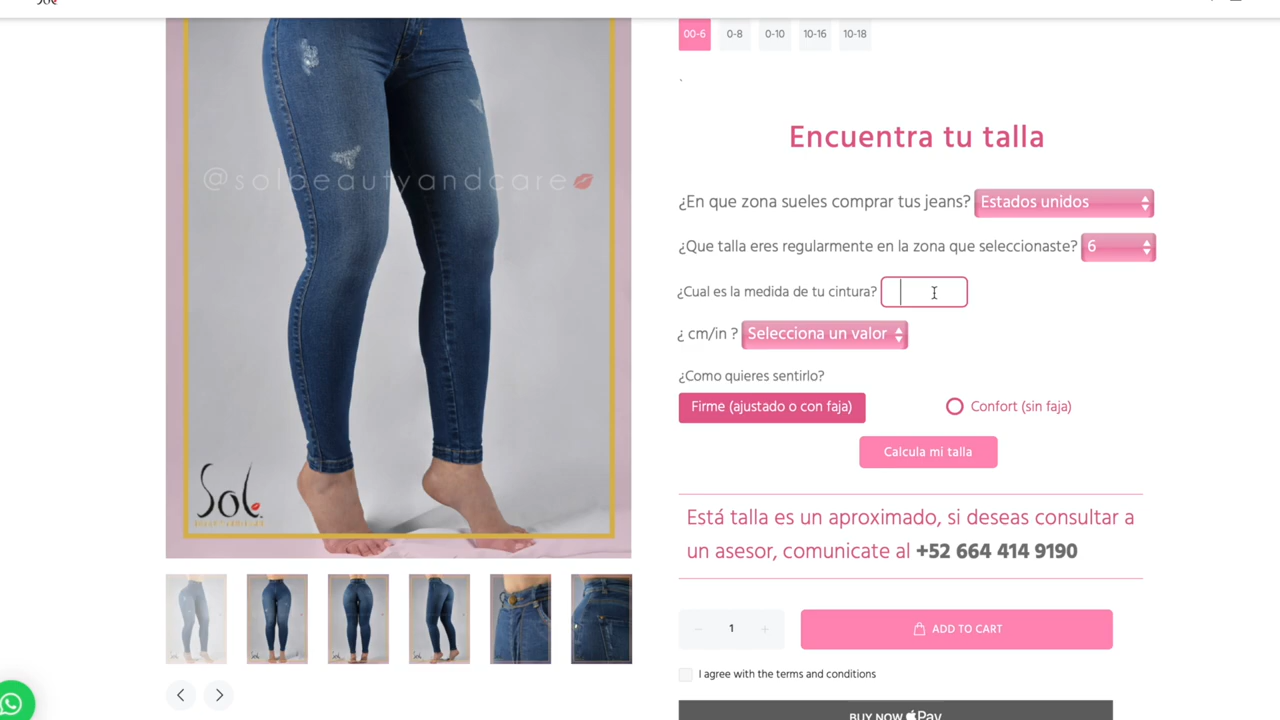 00-6 0-8 0-10 10-16 10-18
Encuentra tu talla
¿En que zona sueles comprar tus jeans? Estados unidos
¿Que talla eres regularmente en la zona que seleccionaste? 6
¿Cual es la medida de tu cintura?
¿ cm/in ? Selecciona un valor
¿Como quieres sentirlo?
Firme (ajustado o con faja) Confort (sin faja)
Calcula mi talla
Está talla es un aproximado, si deseas consultar a
un asesor, comunicate al +52 664 414 9190
1
ADD TO CART
I agree with the terms and conditions
BUY NOW Pay
@solbeautyandcare
Sol